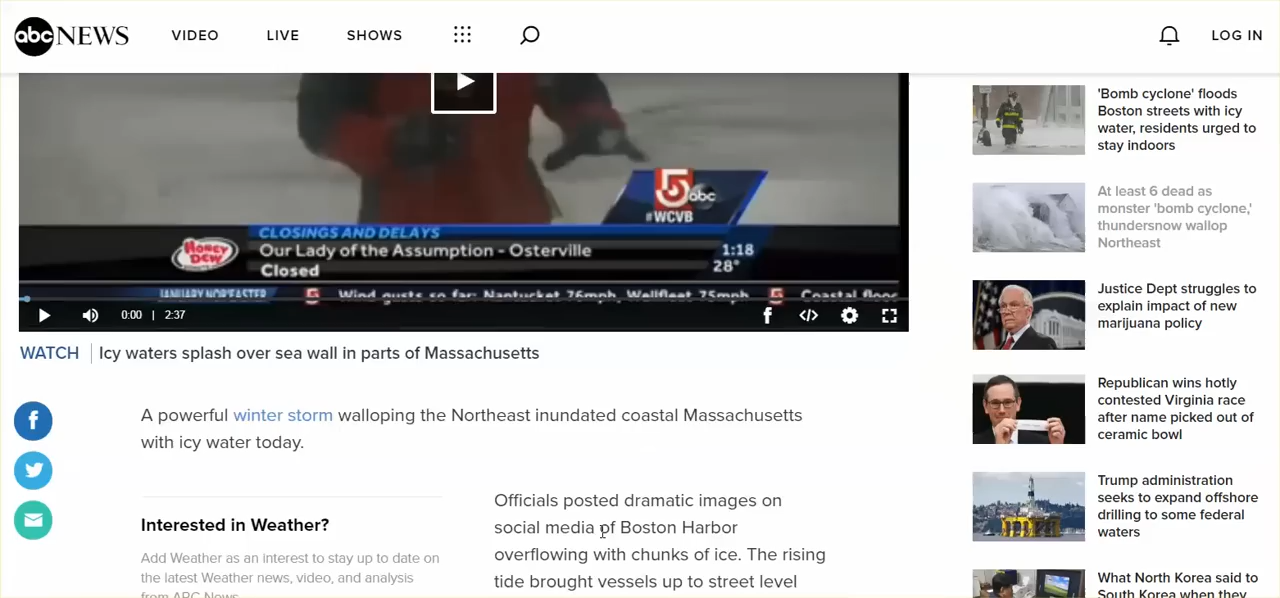 abc NEWS
VIDEO
LIVE
SHOWS
LOG IN
5 abc
#WCVB
HONEY DEW
CLOSINGS AND DELAYS
Our Lady of the Assumption - Osterville
Closed
1:18
28°
JANUARY NOR'EASTER
5
Wind gusts so far: Nantucket 76mph, Wellfleet 75mph
5
Coastal
0:00 | 2:37
WATCH
Icy waters splash over sea wall in parts of Massachusetts
A powerful winter storm walloping the Northeast inundated coastal Massachusetts
with icy water today.
Interested in Weather?
Add Weather as an interest to stay up to date on
the latest Weather news, video, and analysis
from ABC News
Officials posted dramatic images on
social media of Boston Harbor
overflowing with chunks of ice. The rising
tide brought vessels up to street level
'Bomb cyclone' floods
Boston streets with icy
water, residents urged to
stay indoors
At least 6 dead as
monster 'bomb cyclone,'
thundersnow wallop
Northeast
Justice Dept struggles to
explain impact of new
marijuana policy
Republican wins hotly
contested Virginia race
after name picked out of
ceramic bowl
Trump administration
seeks to expand offshore
drilling to some federal
waters
What North Korea said to
South Korea when they